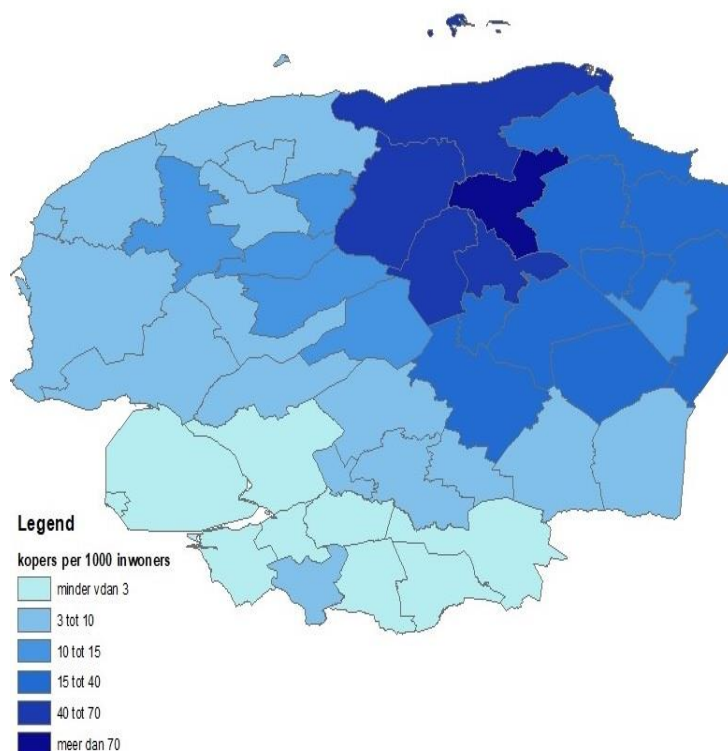 Legend
kopers per 1000 inwoners
minder vdan 3
3 tot 10
10 tot 15
15 tot 40
40 tot 70
meer dan 70